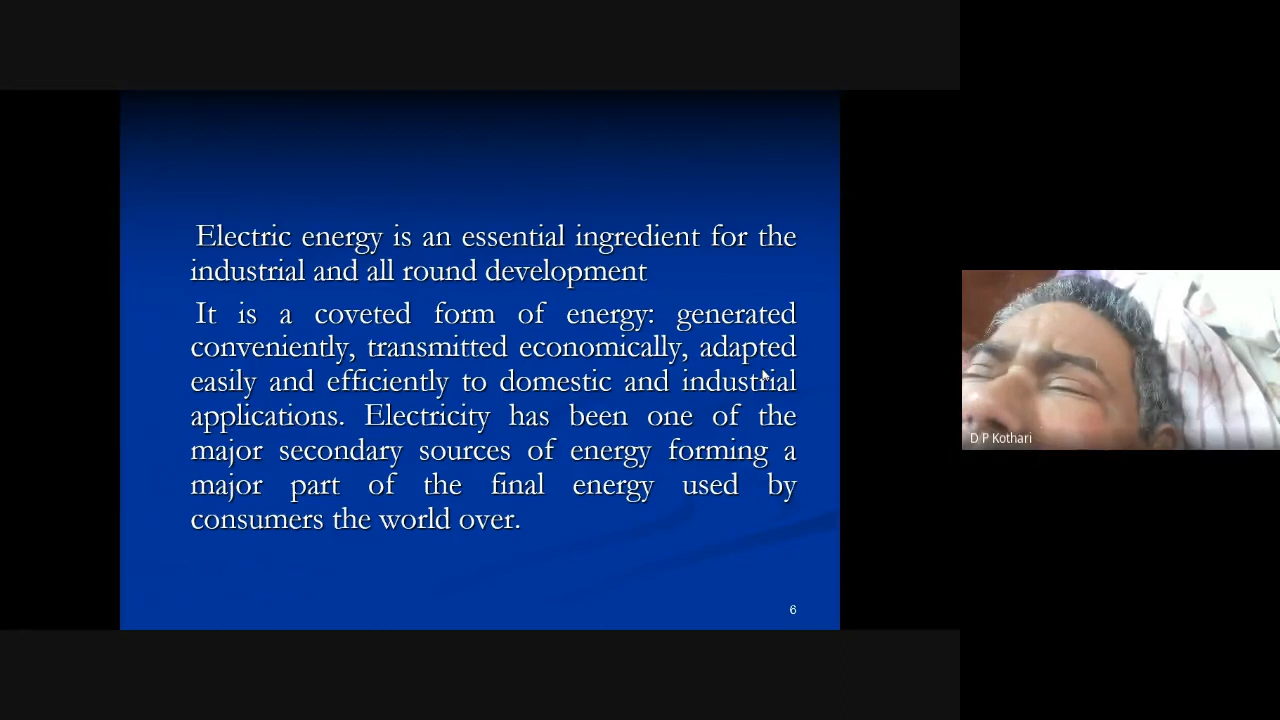 Electric energy is an essential ingredient for the
industrial and all round development
It is a coveted form of energy: generated
conveniently, transmitted economically, adapted
easily and efficiently to domestic and industrial
applications. Electricity has been one of the
major secondary sources of energy forming a
major part of the final energy used by
consumers the world over.
6
D P Kothari